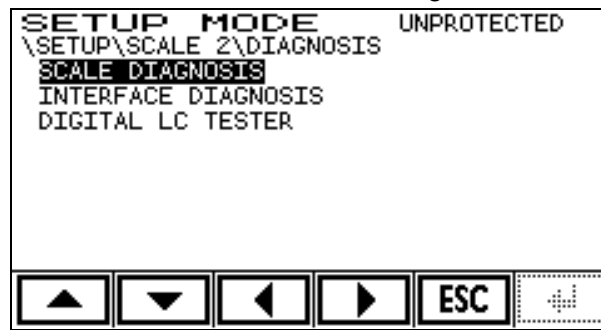 SETUP MODE UNPROTECTED
\SETUP\SCALE 2\DIAGNOSIS
SCALE DIAGNOSIS
INTERFACE DIAGNOSIS
DIGITAL LC TESTER
ESC